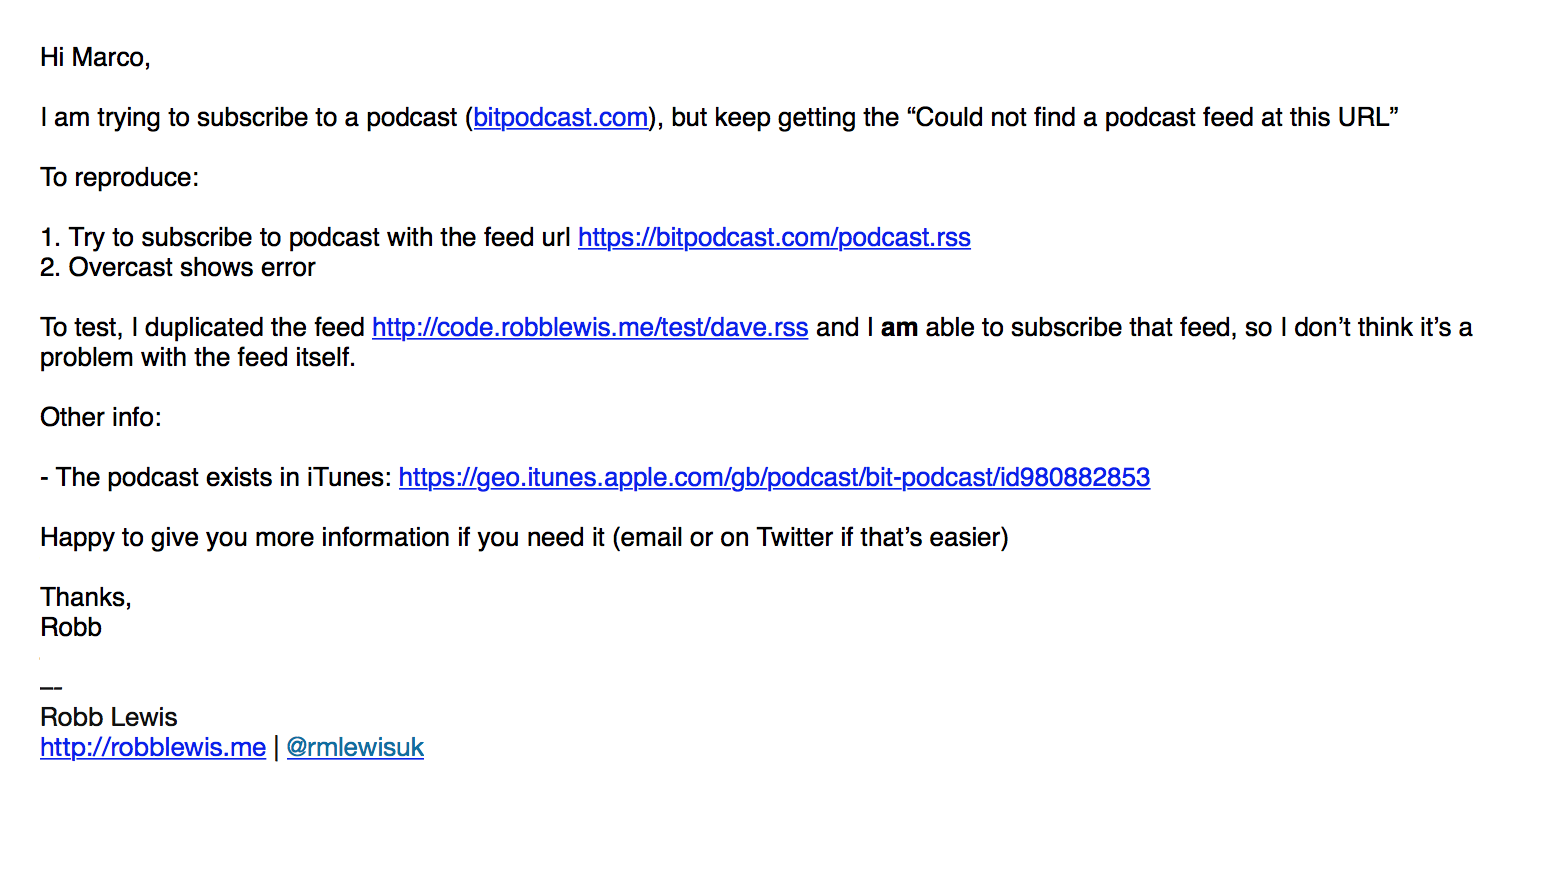 Hi Marco,
I am trying to subscribe to a podcast (bitpodcast.com), but keep getting the “Could not find a podcast feed at this URL”
To reproduce:
1. Try to subscribe to podcast with the feed url https://bitpodcast.com/podcast.rss
2. Overcast shows error
To test, I duplicated the feed http://code.robblewis.me/test/dave.rss and I am able to subscribe that feed, so I don’t think it’s a
problem with the feed itself.
Other info:
- The podcast exists in iTunes: https://geo.itunes.apple.com/gb/podcast/bit-podcast/id980882853
Happy to give you more information if you need it (email or on Twitter if that’s easier)
Thanks,
Robb
–-
Robb Lewis
http://robblewis.me | @rmlewisuk